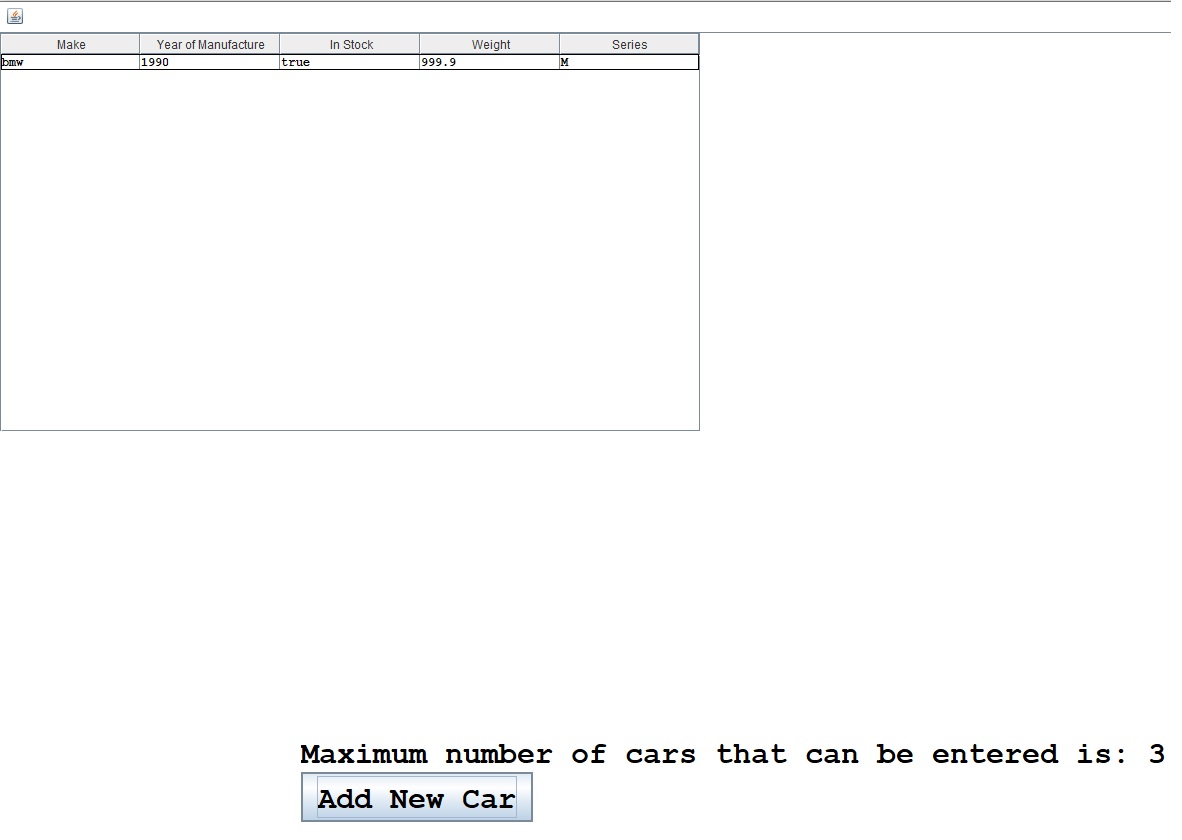 Make Year of Manufacture In Stock Weight Series
bmw 1990 true 999.9 M
Maximum number of cars that can be entered is: 3
Add New Car